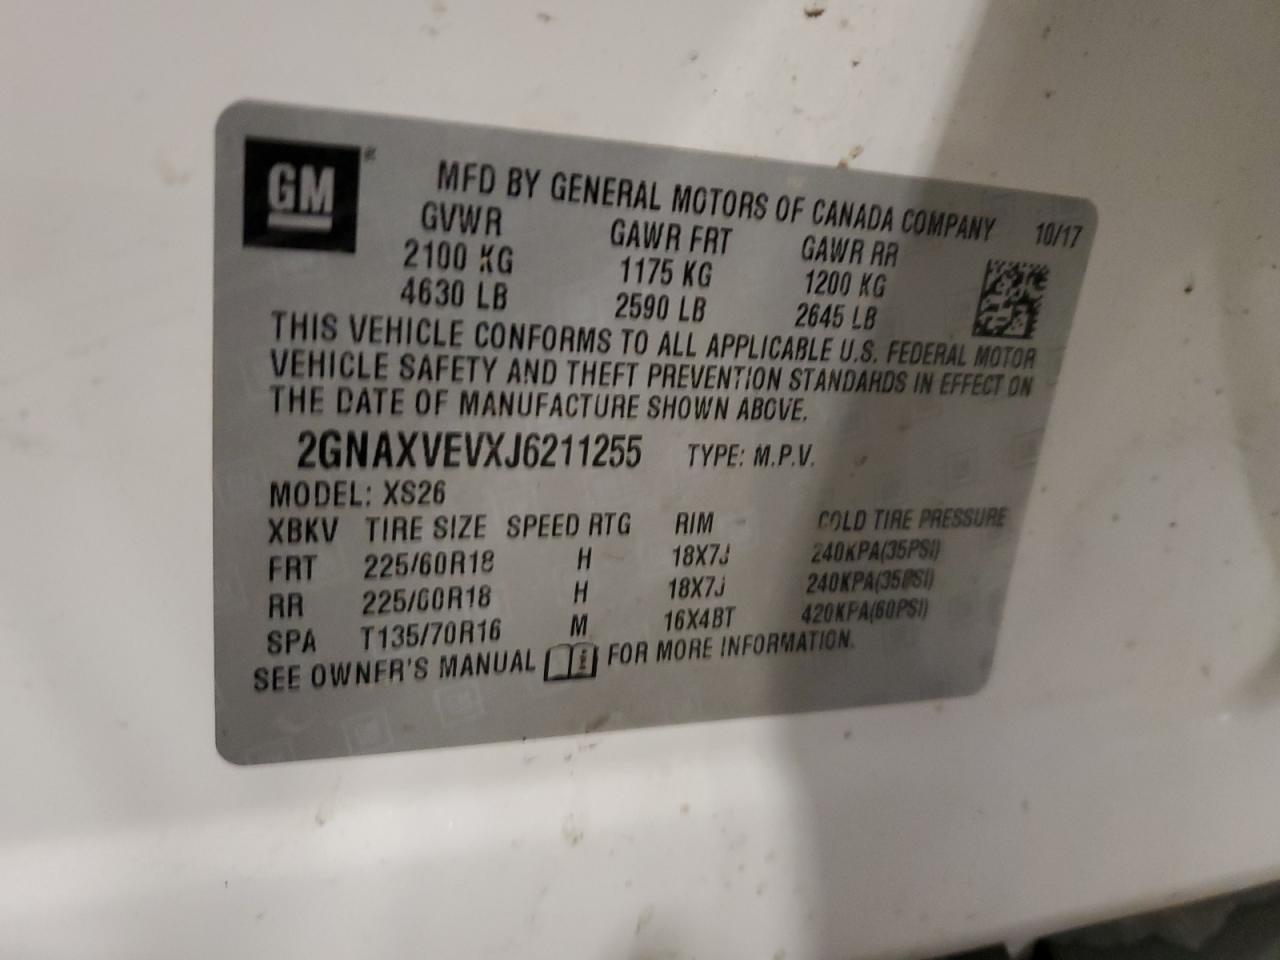 GM
MFD BY GENERAL MOTORS OF CANADA COMPANY 10/17
GVWR GAWR FRT GAWR RR
2100 KG 1175 KG 1200 KG
4630 LB 2590 LB 2645 LB
THIS VEHICLE CONFORMS TO ALL APPLICABLE U.S. FEDERAL MOTOR
VEHICLE SAFETY AND THEFT PREVENTION STANDARDS IN EFFECT ON
THE DATE OF MANUFACTURE SHOWN ABOVE.
2GNAXVEVXJ6211255 TYPE: M.P.V.
MODEL: XS26
XBKV TIRE SIZE SPEED RTG RIM COLD TIRE PRESSURE
FRT 225/60R18 H 18X7J 240KPA(35PSI)
RR 225/60R18 H 18X7J 240KPA(35PSI)
SPA T135/70R16 M 16X4BT 420KPA(60PSI)
SEE OWNER'S MANUAL FOR MORE INFORMATION.